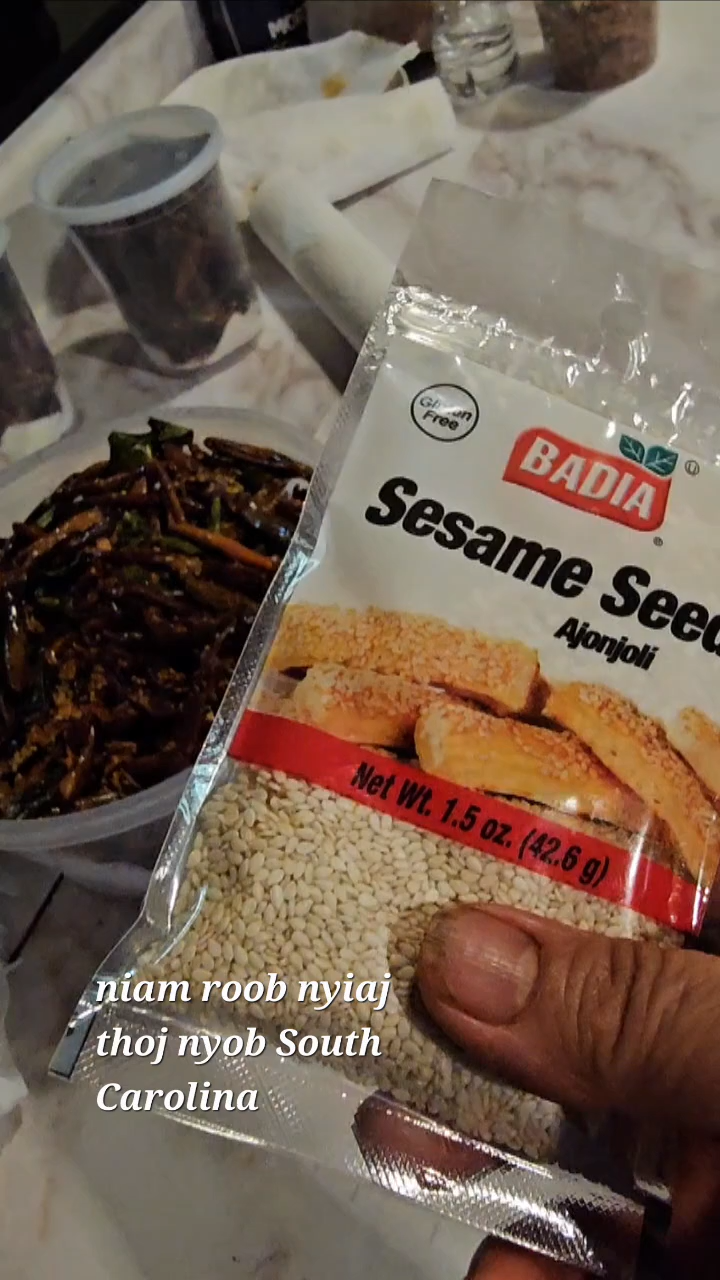 Gluten
Free
BADIA
Sesame Seed
Ajonjolí
Net Wt. 1.5 oz. (42.6 g)
niam roob nyiaj
thoj nyob South
Carolina